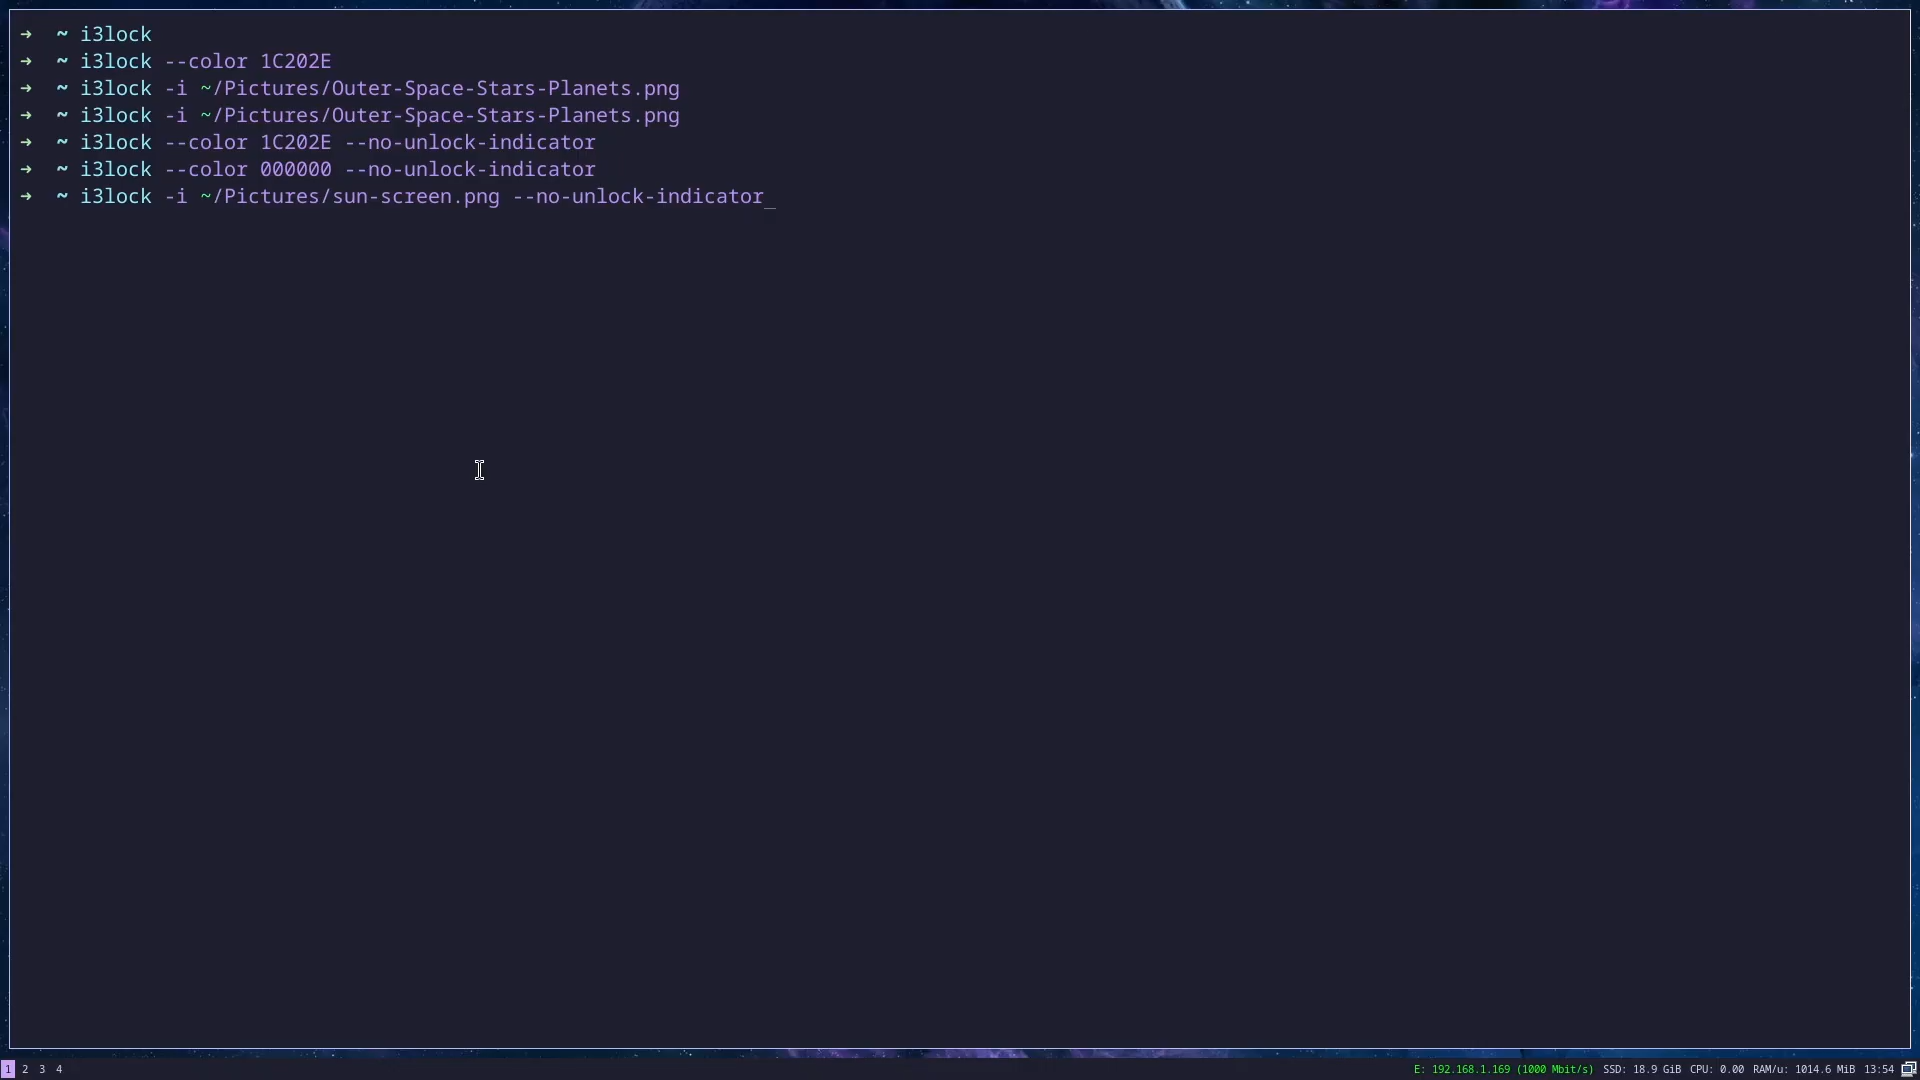 → ~ i3lock
→ ~ i3lock --color 1C202E
→ ~ i3lock -i ~/Pictures/Outer-Space-Stars-Planets.png
→ ~ i3lock -i ~/Pictures/Outer-Space-Stars-Planets.png
→ ~ i3lock --color 1C202E --no-unlock-indicator
→ ~ i3lock --color 000000 --no-unlock-indicator
→ ~ i3lock -i ~/Pictures/sun-screen.png --no-unlock-indicator_
1 2 3 4 E: 192.168.1.169 (1000 Mbit/s) SSD: 18.9 GiB CPU: 0.00 RAM/u: 1014.6 MiB 13:54